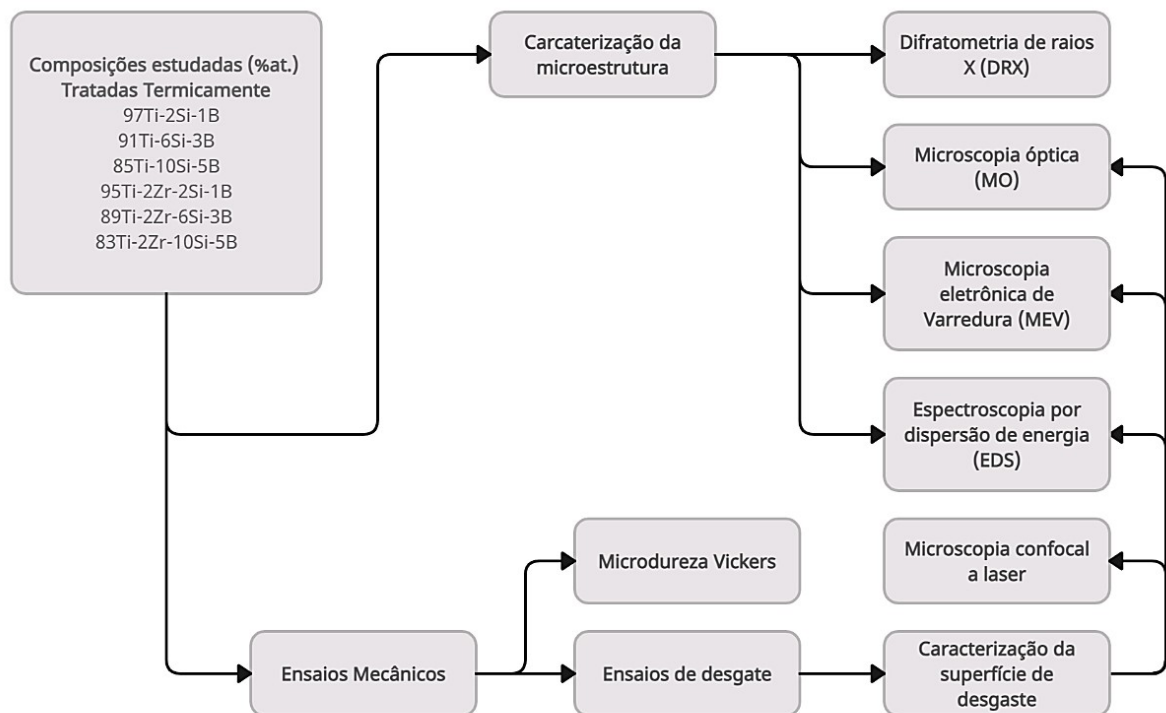 Composições estudadas (%at.)
Tratadas Termicamente
97Ti-2Si-1B
91Ti-6Si-3B
85Ti-10Si-5B
95Ti-2Zr-2Si-1B
89Ti-2Zr-6Si-3B
83Ti-2Zr-10Si-5B
Carcaterização da
microestrutura
Difratometria de raios
X (DRX)
Microscopia óptica
(MO)
Microscopia
eletrônica de
Varredura (MEV)
Espectroscopia por
dispersão de energia
(EDS)
Microdureza Vickers
Microscopia confocal
a laser
Ensaios Mecânicos
Ensaios de desgate
Caracterização da
superfície de
desgaste